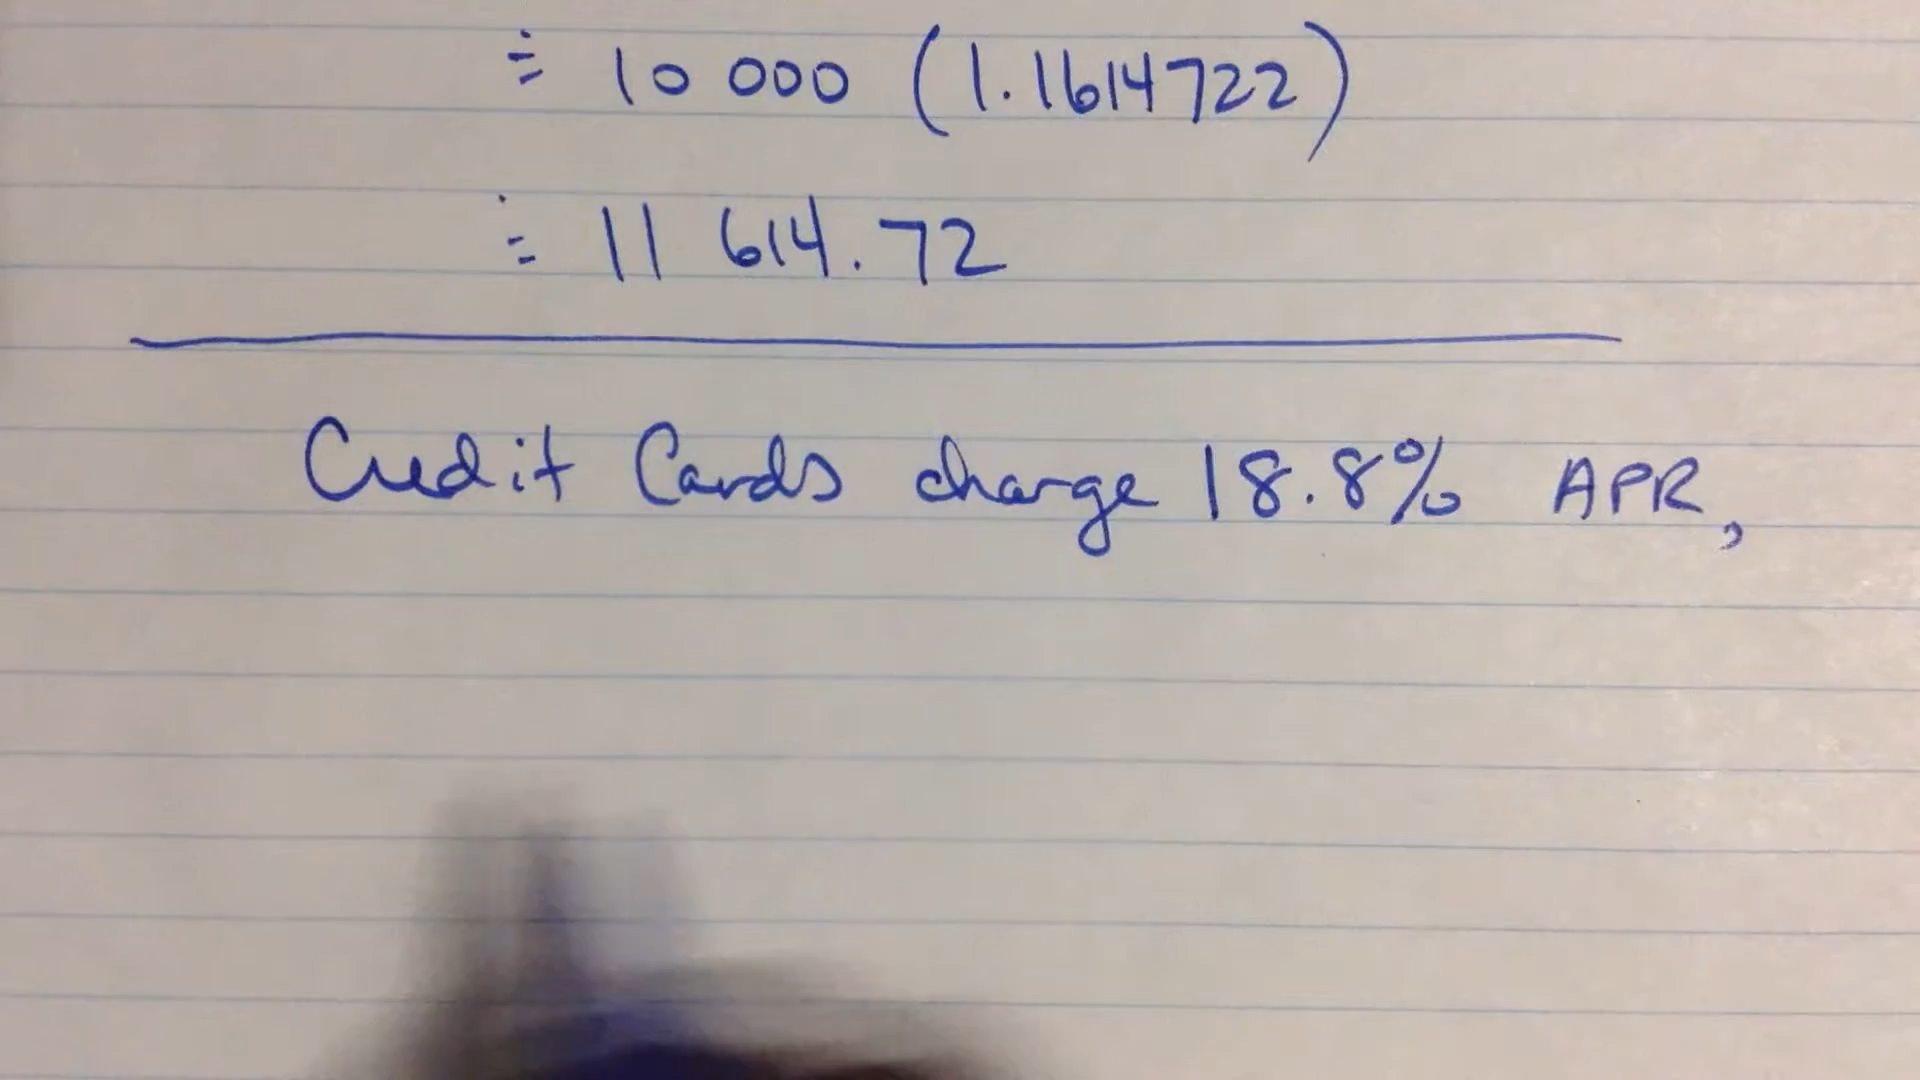 ≐ 10 000 (1.1614722)
≐ 11 614.72
Credit Cards charge 18.8% APR,